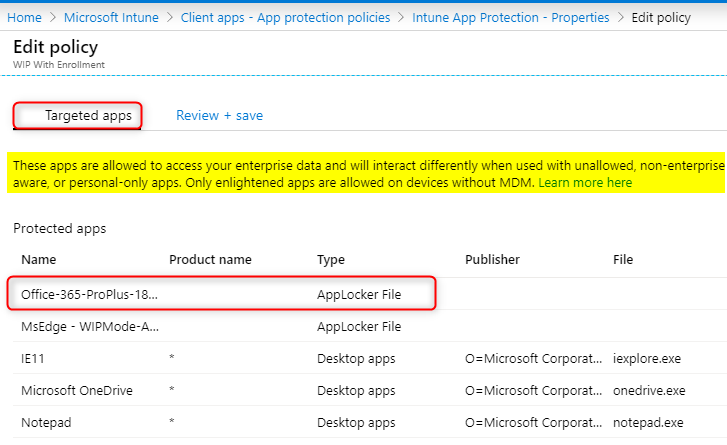 Home > Microsoft Intune > Client apps - App protection policies > Intune App Protection - Properties > Edit policy
Edit policy
WIP With Enrollment
Targeted apps Review + save
These apps are allowed to access your enterprise data and will interact differently when used with unallowed, non-enterprise
aware, or personal-only apps. Only enlightened apps are allowed on devices without MDM. Learn more here
Protected apps
Name Product name Type Publisher File
Office-365-ProPlus-18... AppLocker File
MsEdge - WIPMode-A... AppLocker File
IE11 * Desktop apps O=Microsoft Corporat... iexplore.exe
Microsoft OneDrive * Desktop apps O=Microsoft Corporat... onedrive.exe
Notepad * Desktop apps O=Microsoft Corporat... notepad.exe